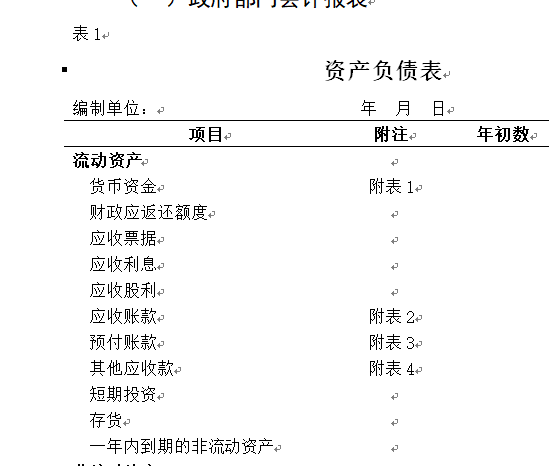 政府部门会计报表
表1
资产负债表
编制单位： 年 月 日
项目 附注 年初数
流动资产
货币资金 附表1
财政应返还额度
应收票据
应收利息
应收股利
应收账款 附表2
预付账款 附表3
其他应收款 附表4
短期投资
存货
一年内到期的非流动资产